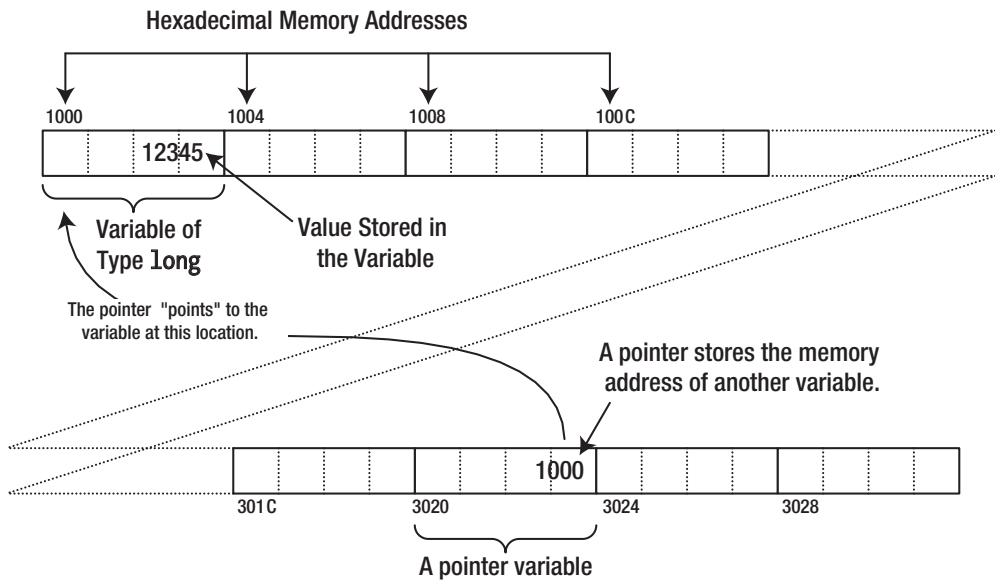 Hexadecimal Memory Addresses
1000
1004
1008
100C
12345
Variable of
Type long
Value Stored in
the Variable
The pointer "points" to the
variable at this location.
A pointer stores the memory
address of another variable.
1000
301C
3020
3024
3028
A pointer variable